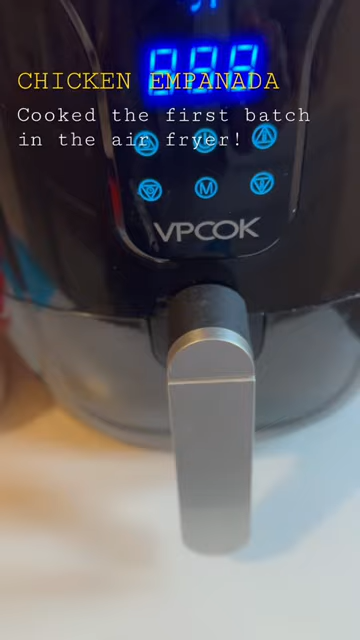 CHICKEN EMPANADA
Cooked the first batch
in the air fryer!
M
VPCOK